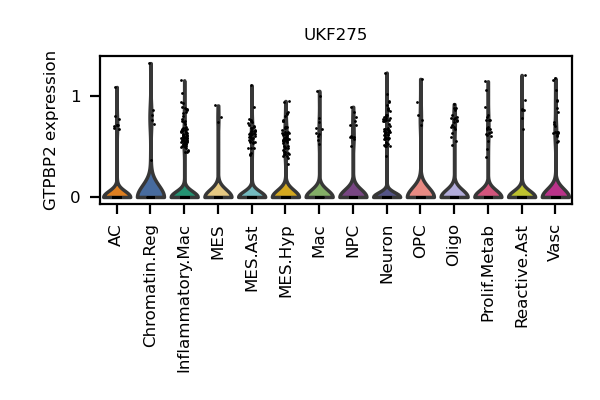 UKF275
GTPBP2 expression
1
0
AC
Chromatin.Reg
Inflammatory.Mac
MES
MES.Ast
MES.Hyp
Mac
NPC
Neuron
OPC
Oligo
Prolif.Metab
Reactive.Ast
Vasc